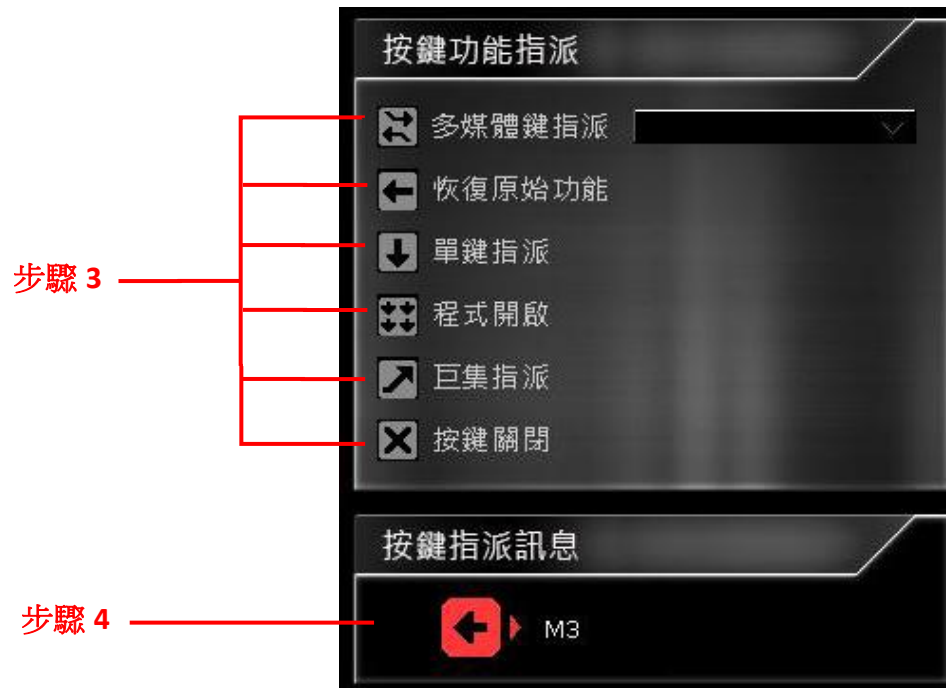 按鍵功能指派
多媒體鍵指派
恢復原始功能
單鍵指派
步驟 3
程式開啟
巨集指派
按鍵關閉
按鍵指派訊息
步驟 4
M3